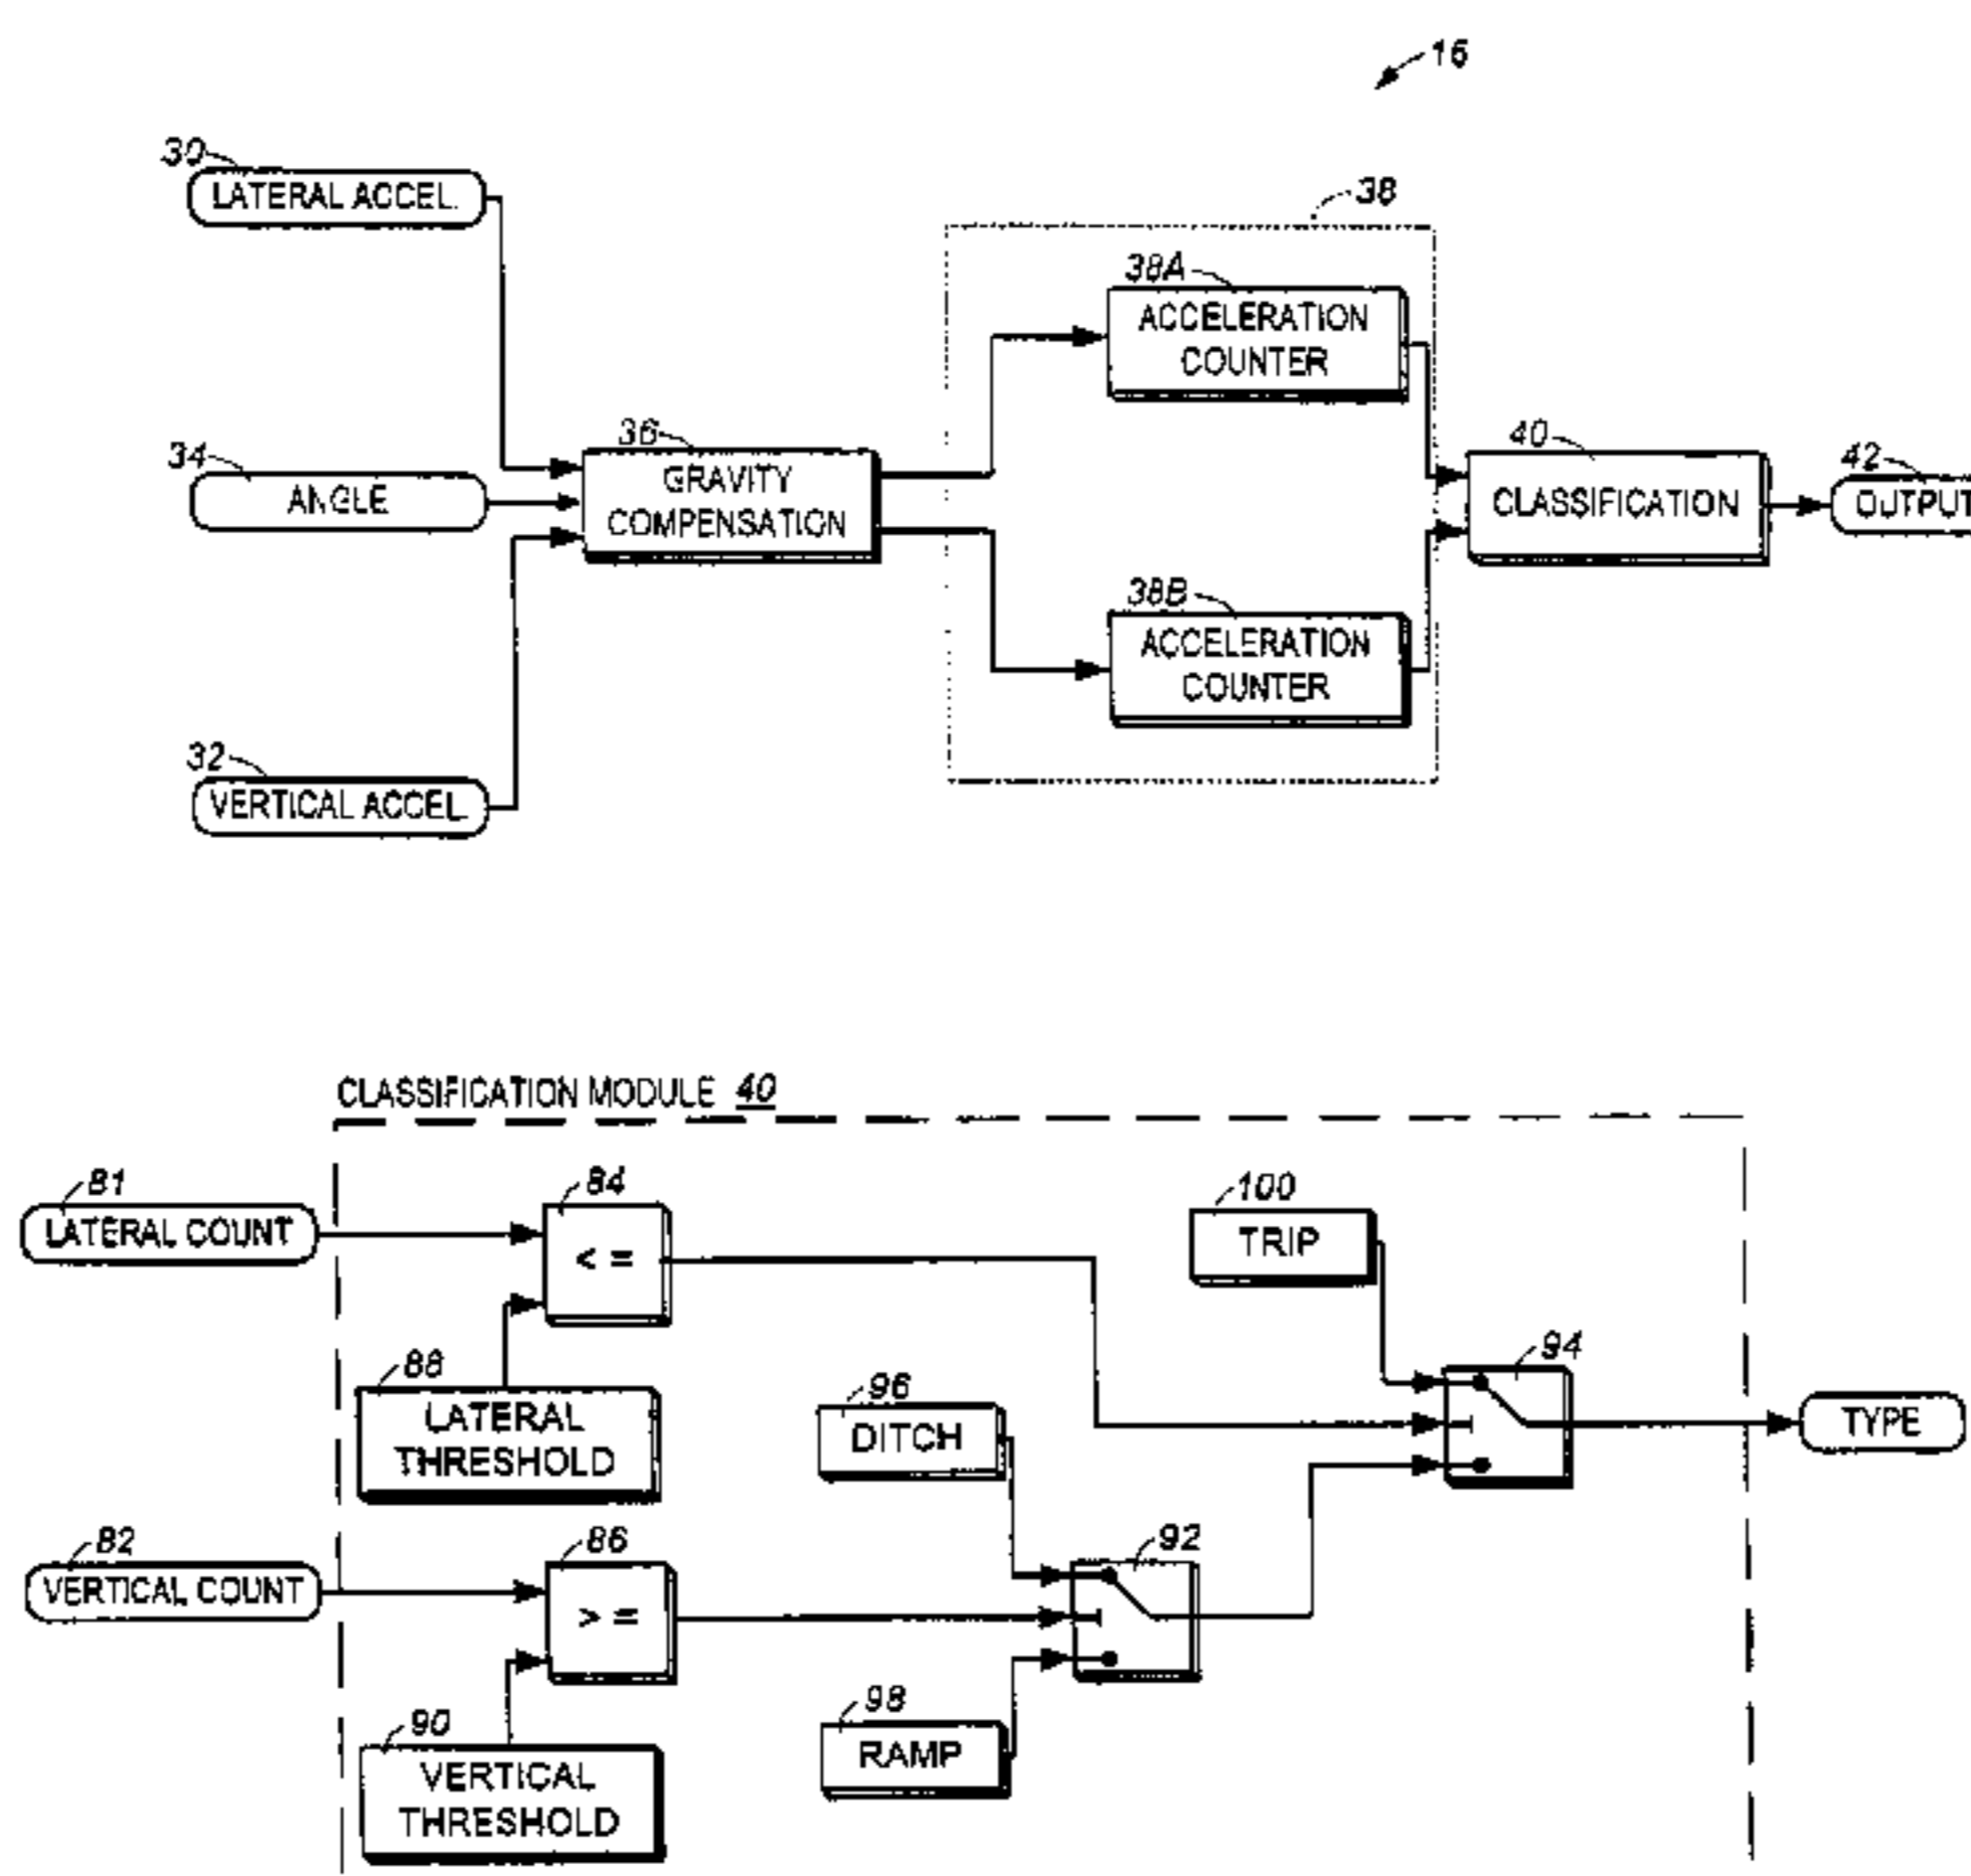 16
30
LATERAL ACCEL.
38
38A
ACCELERATION
COUNTER
34
ANGLE
36
GRAVITY
COMPENSATION
40
CLASSIFICATION
42
OUTPUT
38B
ACCELERATION
COUNTER
32
VERTICAL ACCEL.
CLASSIFICATION MODULE 40
81
LATERAL COUNT
84
< =
100
TRIP
88
LATERAL
THRESHOLD
96
DITCH
94
TYPE
82
VERTICAL COUNT
86
> =
92
90
VERTICAL
THRESHOLD
98
RAMP